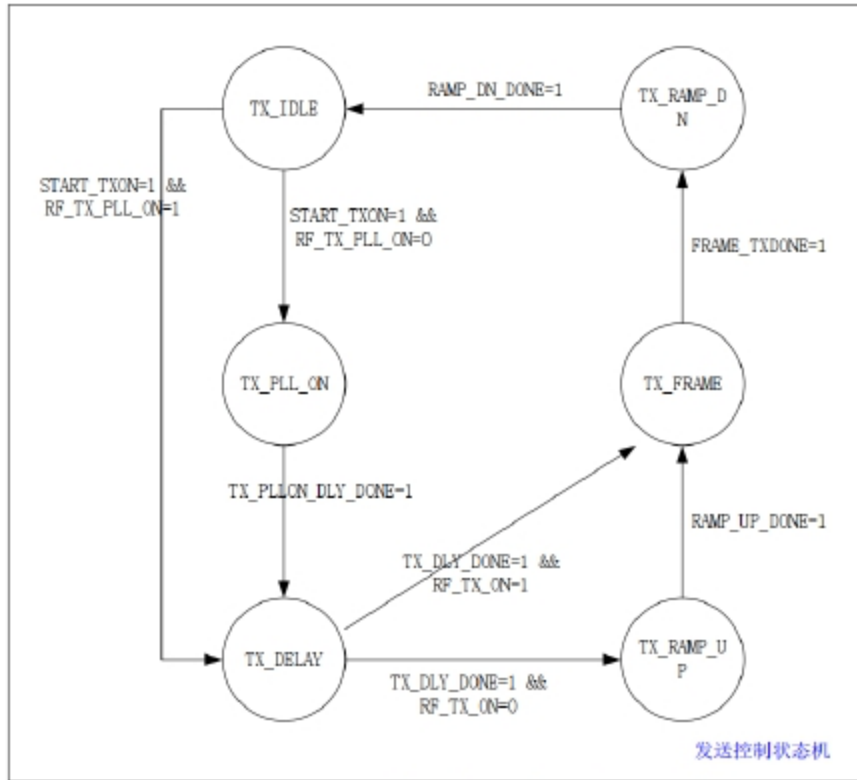 TX_IDLE
RAMP_DN_DONE=1
TX_RAMP_D
N
START_TXON=1 &&
RF_TX_PLL_ON=1
START_TXON=1 &&
RF_TX_PLL_ON=0
FRAME_TXDONE=1
TX_PLL_ON
TX_FRAME
TX_PLLON_DLY_DONE=1
RAMP_UP_DONE=1
TX_DLY_DONE=1 &&
RF_TX_ON=1
TX_DELAY
TX_RAMP_U
P
TX_DLY_DONE=1 &&
RF_TX_ON=0
发送控制状态机